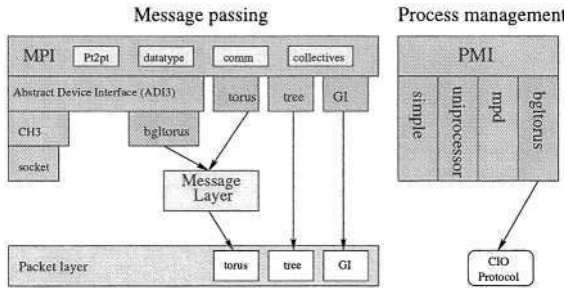 Message passing
Process management
MPI
Pt2pt
datatype
comm
collectives
Abstract Device Interface (ADI3)
torus
tree
GI
CH3
bgltorus
socket
Message
Layer
Packet layer
torus
tree
GI
PMI
simple
uniprocessor
mpd
bgltorus
CIO
Protocol